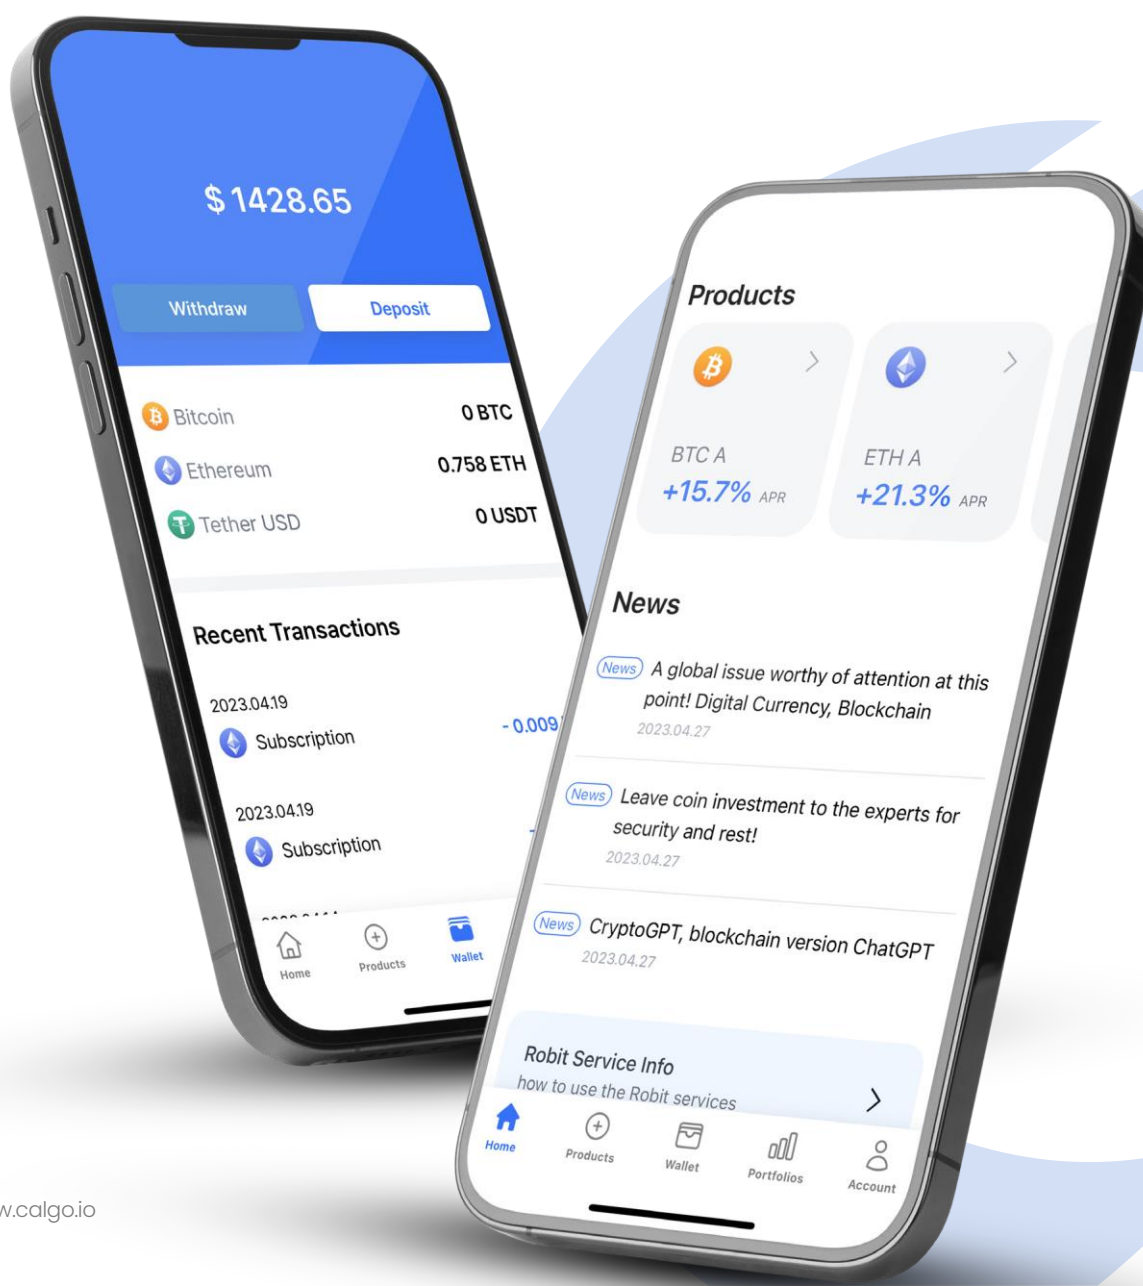 $ 1428.65
Withdraw
Deposit
Bitcoin
0 BTC
Ethereum
0.758 ETH
Tether USD
0 USDT
Recent Transactions
2023.04.19
Subscription
- 0.009
2023.04.19
Subscription
-
Home
Products
Wallet
Products
BTC A
+15.7% APR
ETH A
+21.3% APR
News
News A global issue worthy of attention at this
point! Digital Currency, Blockchain
2023.04.27
News Leave coin investment to the experts for
security and rest!
2023.04.27
News CryptoGPT, blockchain version ChatGPT
2023.04.27
Robit Service Info
how to use the Robit services
Home
Products
Wallet
Portfolios
Account
w.calgo.io